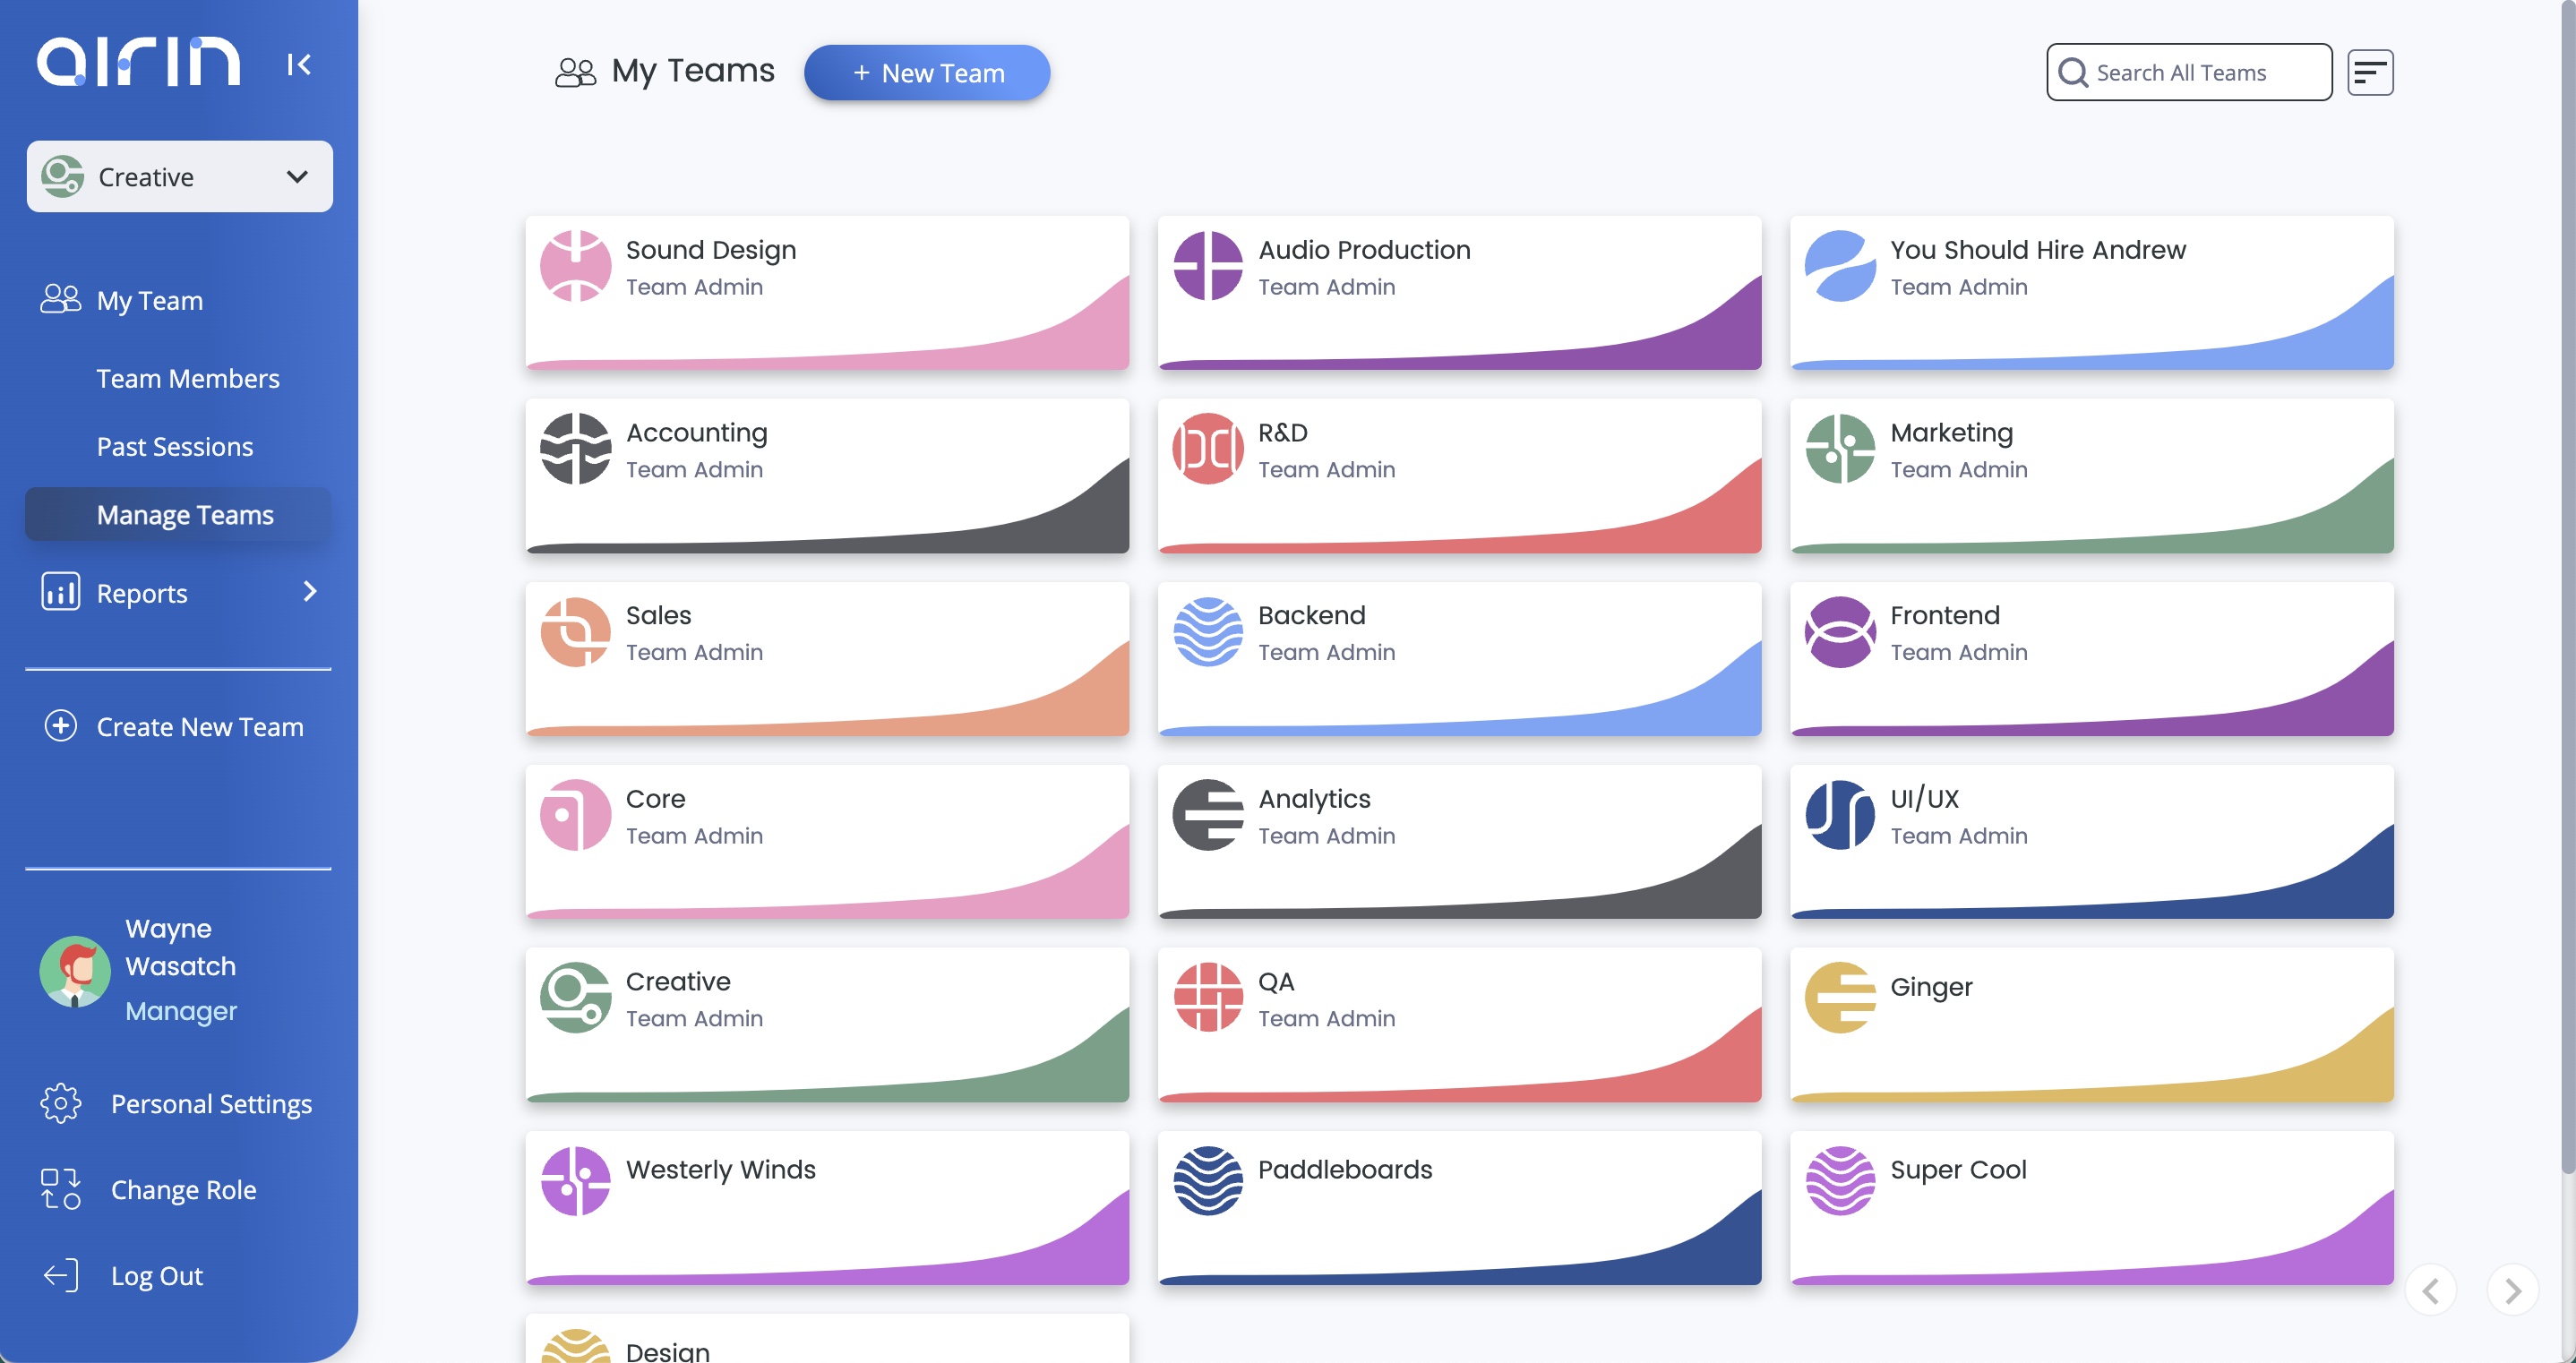 airin
Creative
My Team
Team Members
Past Sessions
Manage Teams
Reports
Create New Team
Wayne
Wasatch
Manager
Personal Settings
Change Role
Log Out
My Teams
+ New Team
Search All Teams
Sound Design
Team Admin
Audio Production
Team Admin
You Should Hire Andrew
Team Admin
Accounting
Team Admin
R&D
Team Admin
Marketing
Team Admin
Sales
Team Admin
Backend
Team Admin
Frontend
Team Admin
Core
Team Admin
Analytics
Team Admin
UI/UX
Team Admin
Creative
Team Admin
QA
Team Admin
Ginger
Westerly Winds
Paddleboards
Super Cool
Design